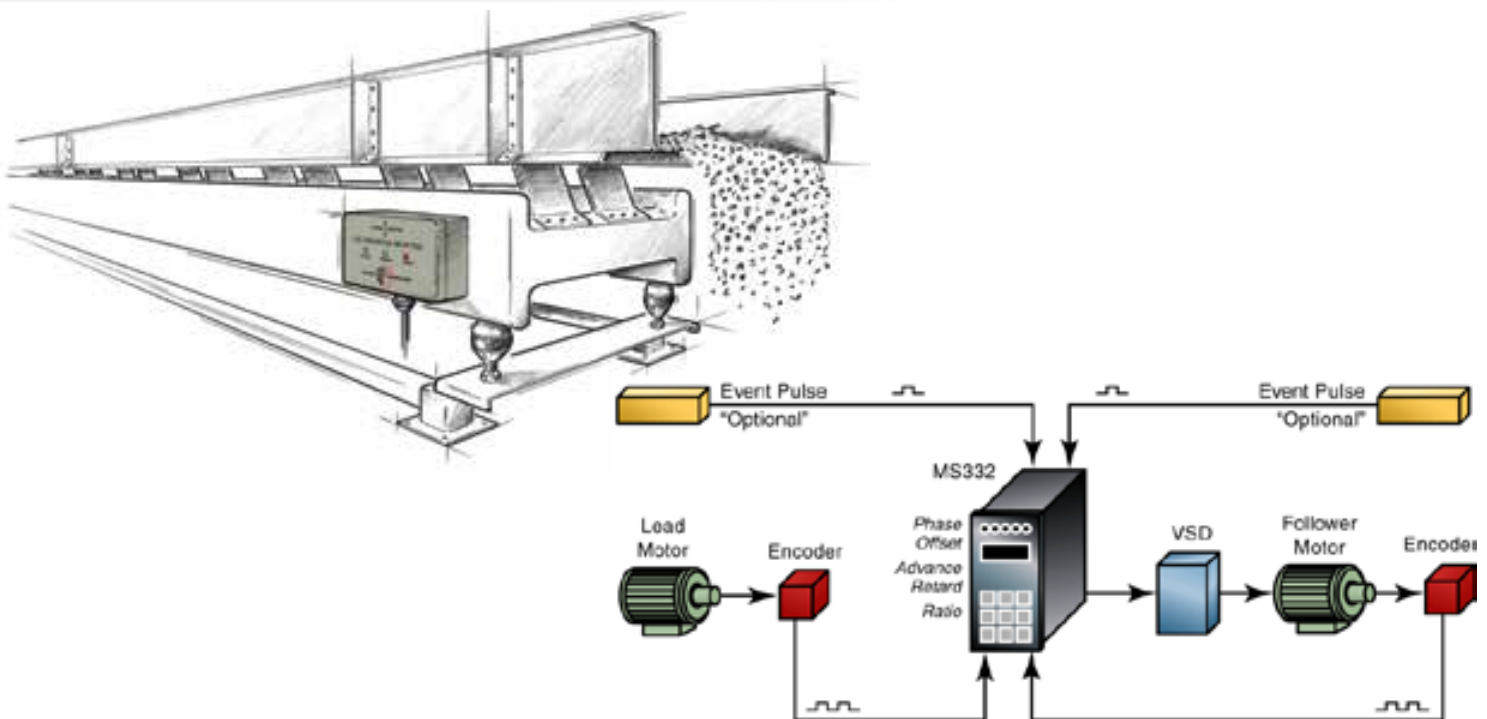 Event Pulse
"Optional"
Event Pulse
"Optional"
MS332
Phase
Offset
Advance
Retard
Ratio
Lead
Motor
Encoder
VSD
Follower
Motor
Encoder